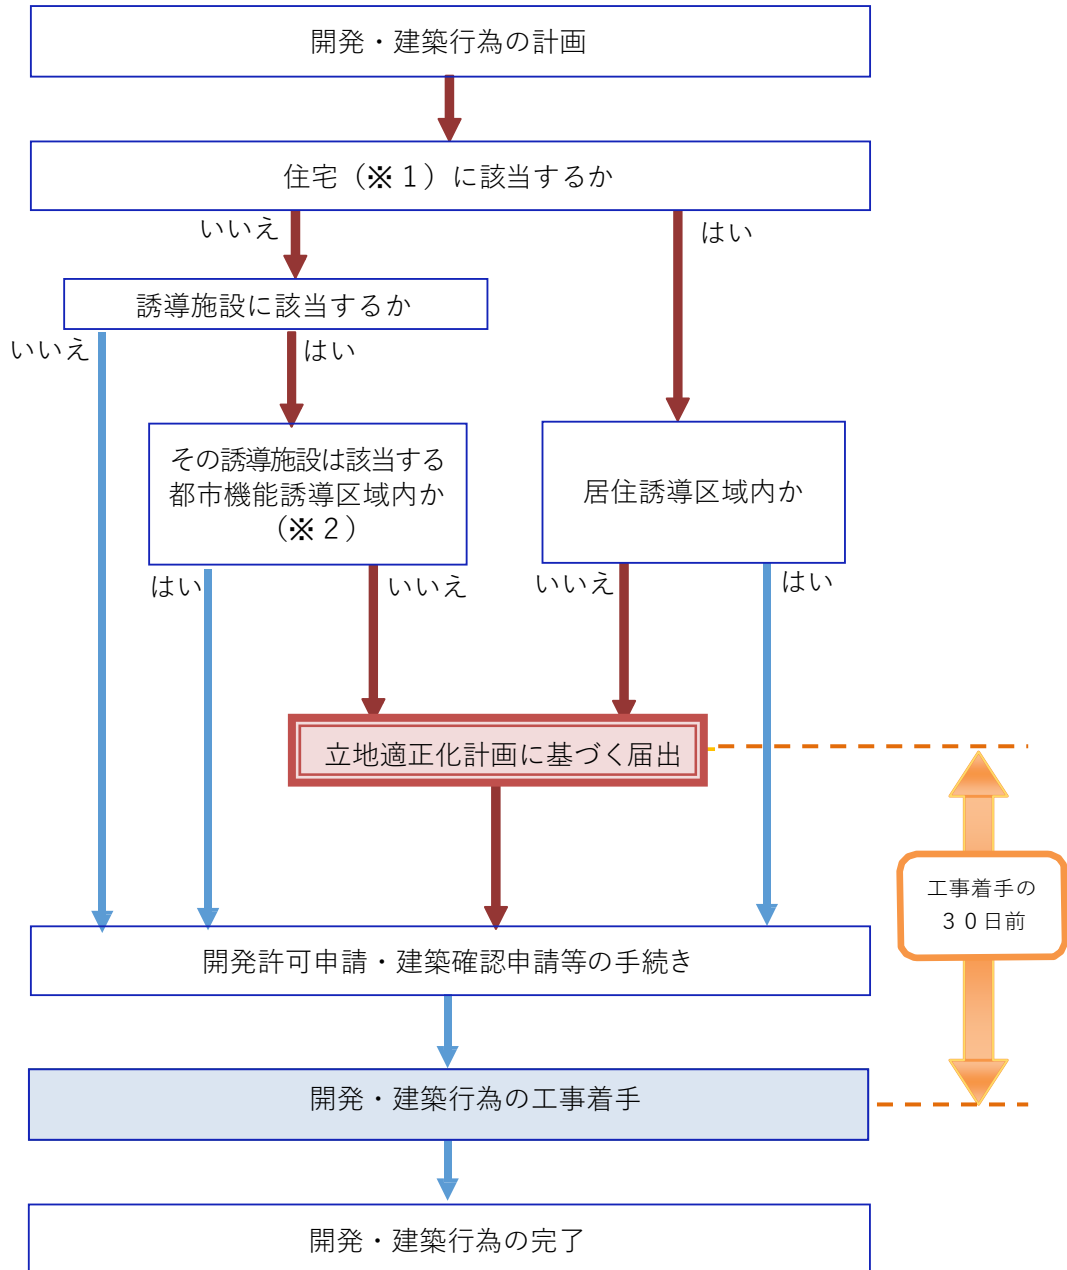 開発・建築行為の計画
住宅（※１）に該当するか
いいえ
はい
誘導施設に該当するか
いいえ
はい
その誘導施設は該当する
都市機能誘導区域内か
（※２）
居住誘導区域内か
はい
いいえ
いいえ
はい
立地適正化計画に基づく届出
工事着手の
３０日前
開発許可申請・建築確認申請等の手続き
開発・建築行為の工事着手
開発・建築行為の完了